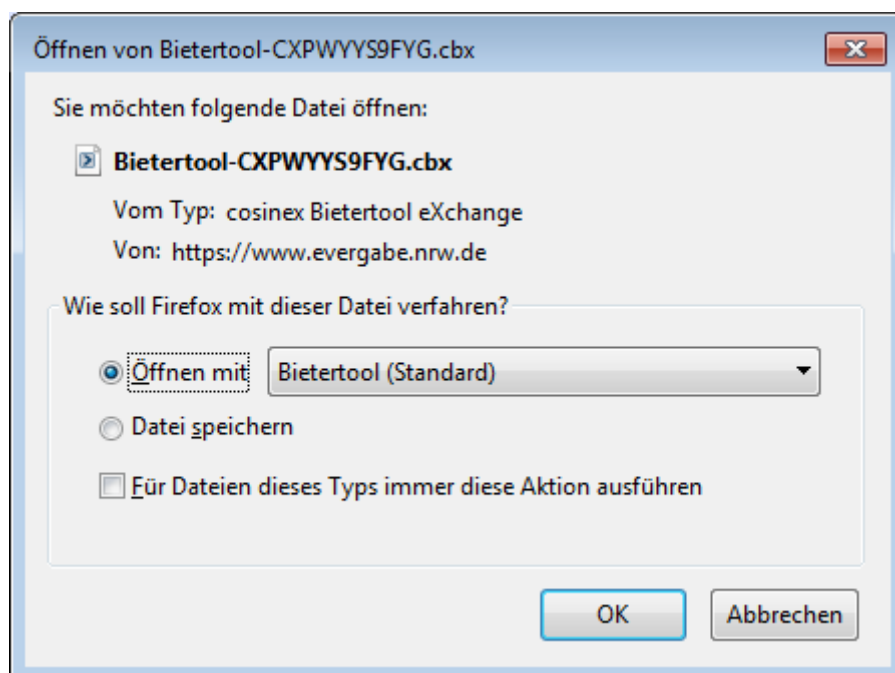 Öffnen von Bietertool-CXPWYYS9FYG.cbx
Sie möchten folgende Datei öffnen:
Bietertool-CXPWYYS9FYG.cbx
Vom Typ: cosinex Bietertool eXchange
Von: https://www.evergabe.nrw.de
Wie soll Firefox mit dieser Datei verfahren?
Öffnen mit Bietertool (Standard)
Datei speichern
Für Dateien dieses Typs immer diese Aktion ausführen
OK Abbrechen